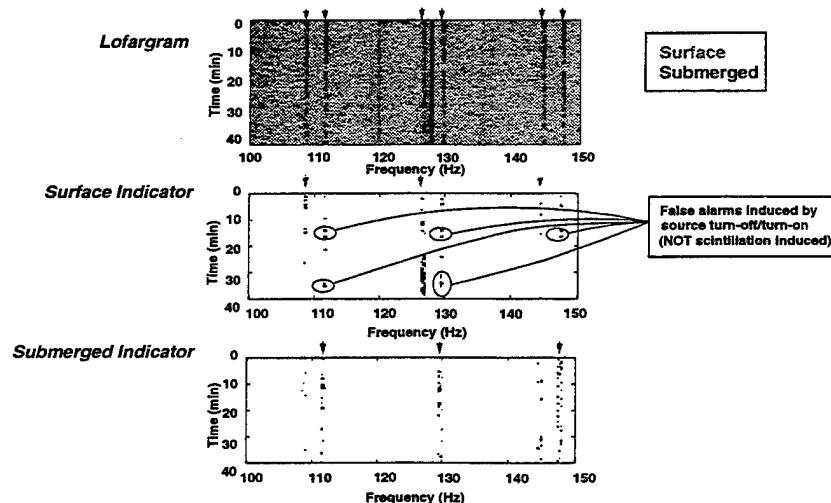 Lofargram
Time (min)
0
10
20
30
40
100 110 120 130 140 150
Frequency (Hz)
Surface
Submerged
Surface Indicator
Time (min)
0
10
20
30
40
100 110 120 130 140 150
Frequency (Hz)
False alarms induced by
source turn-off/turn-on
(NOT scintillation induced)
Submerged Indicator
Time (min)
0
10
20
30
40
100 110 120 130 140 150
Frequency (Hz)